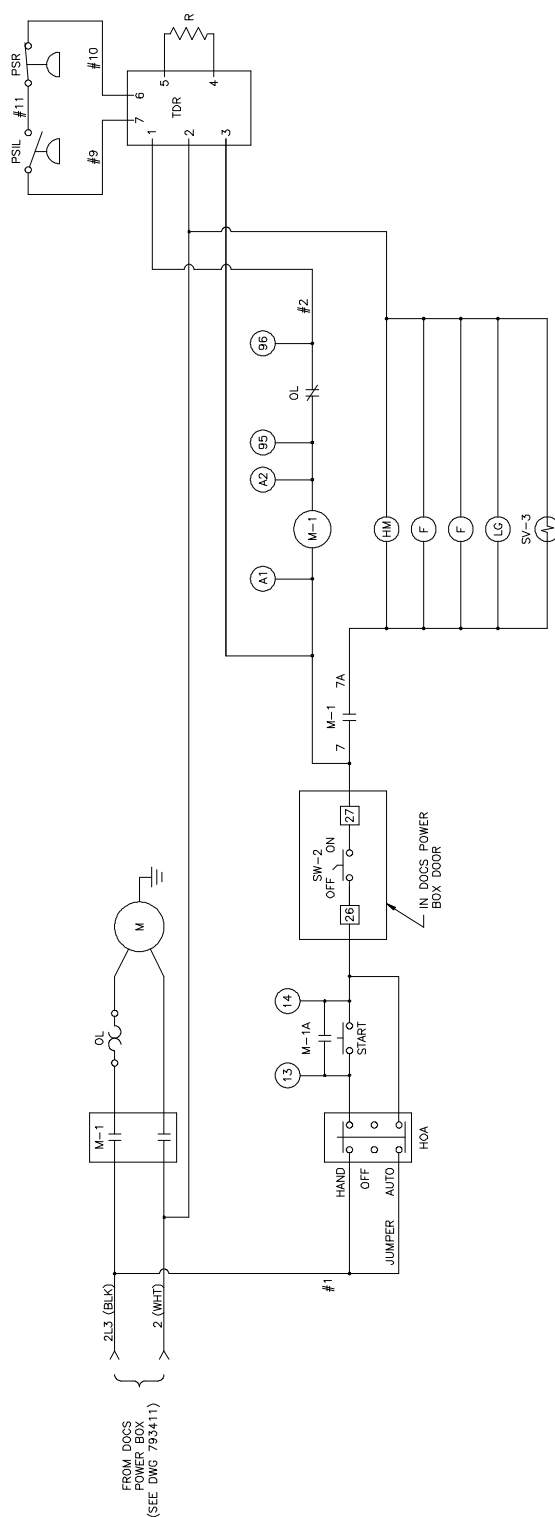 FROM DOCS
POWER BOX
(SEE DWG 793411)
2L3 (BLK)
2 (WHT)
M-1
OL
M
#1
JUMPER
HAND
OFF
AUTO
HOA
13
14
M-1A
START
SW-2
OFF ON
26
27
IN DOCS POWER
BOX DOOR
7
M-1
7A
A1
M-1
A2
95
OL
96
#2
HM
F
F
LG
SV-3
1
2
3
7
6
TDR
5
4
R
#9
#10
PSIL
#11
PSR